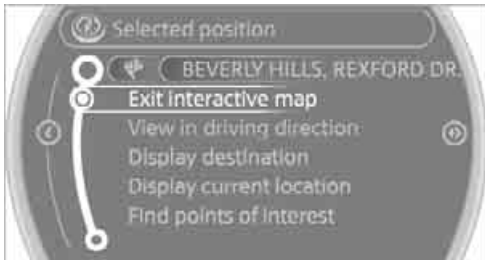 Selected position
BEVERLY HILLS, REXFORD DR.
Exit interactive map
View in driving direction
Display destination
Display current location
Find points of interest